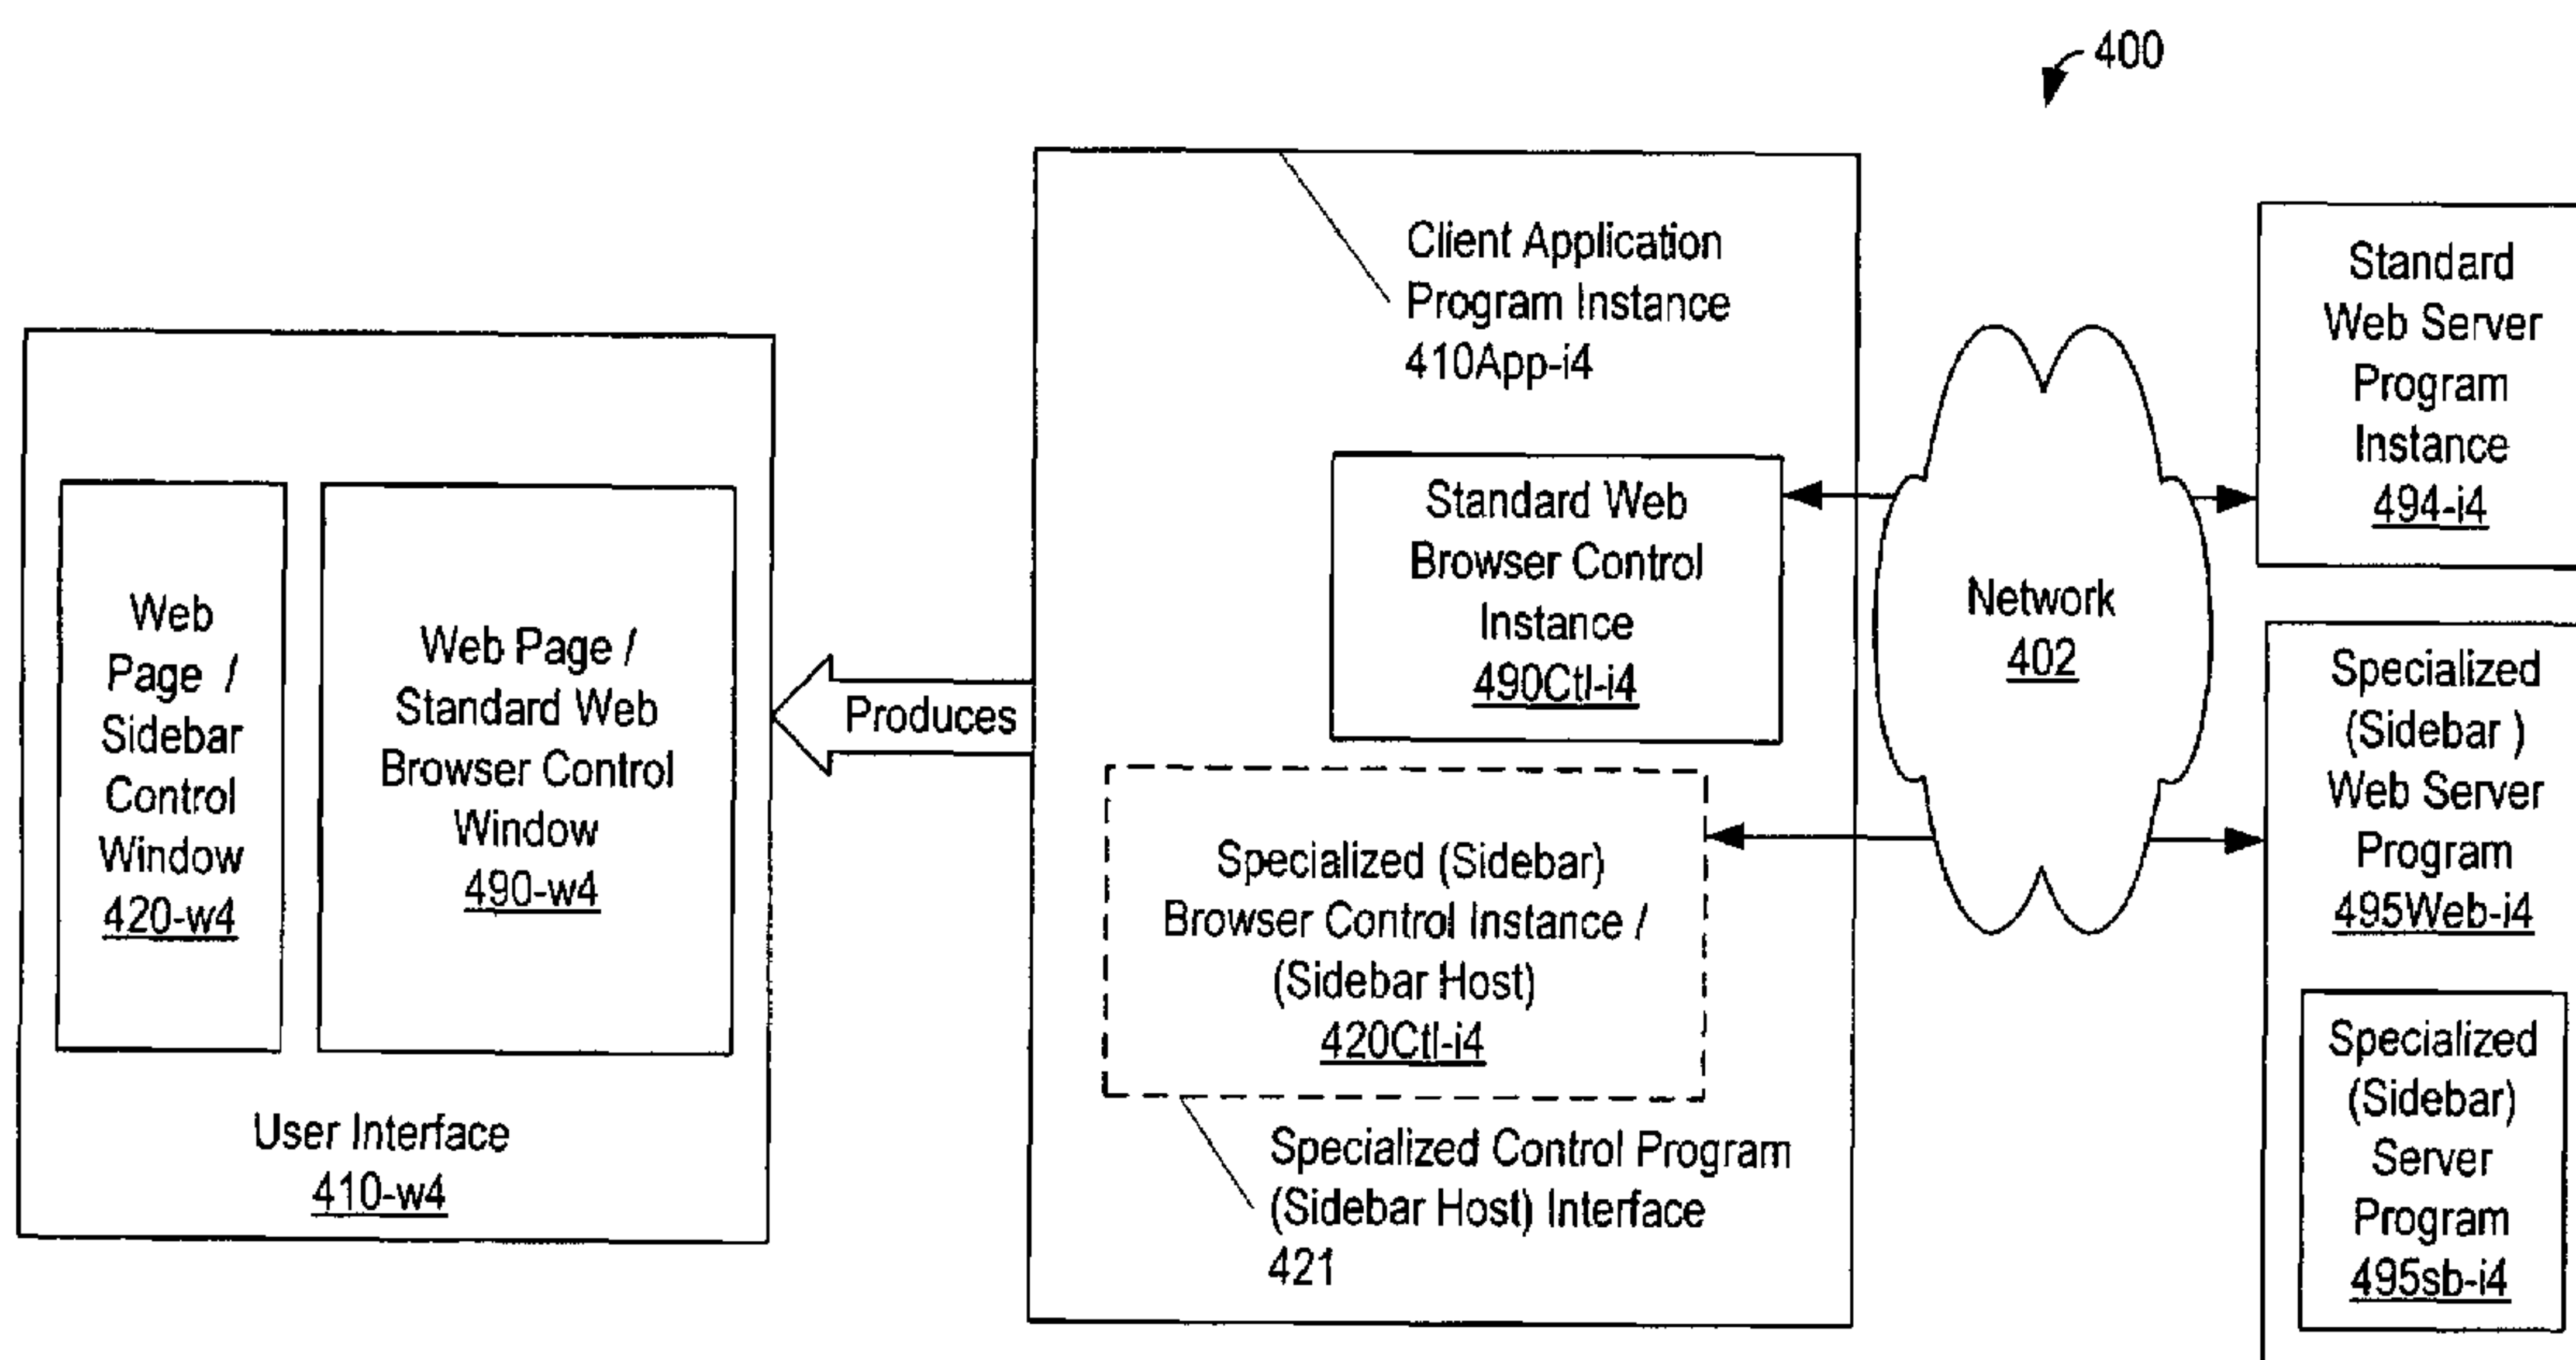 400
Client Application
Program Instance
410App-i4
Standard
Web Server
Program
Instance
494-i4
Standard Web
Browser Control
Instance
490Ctl-i4
Network
402
Web
Page /
Sidebar
Control
Window
420-w4
Web Page /
Standard Web
Browser Control
Window
490-w4
Produces
Specialized
(Sidebar )
Web Server
Program
495Web-i4
Specialized (Sidebar)
Browser Control Instance /
(Sidebar Host)
420Ctl-i4
Specialized
(Sidebar)
Server
Program
495sb-i4
User Interface
410-w4
Specialized Control Program
(Sidebar Host) Interface
421